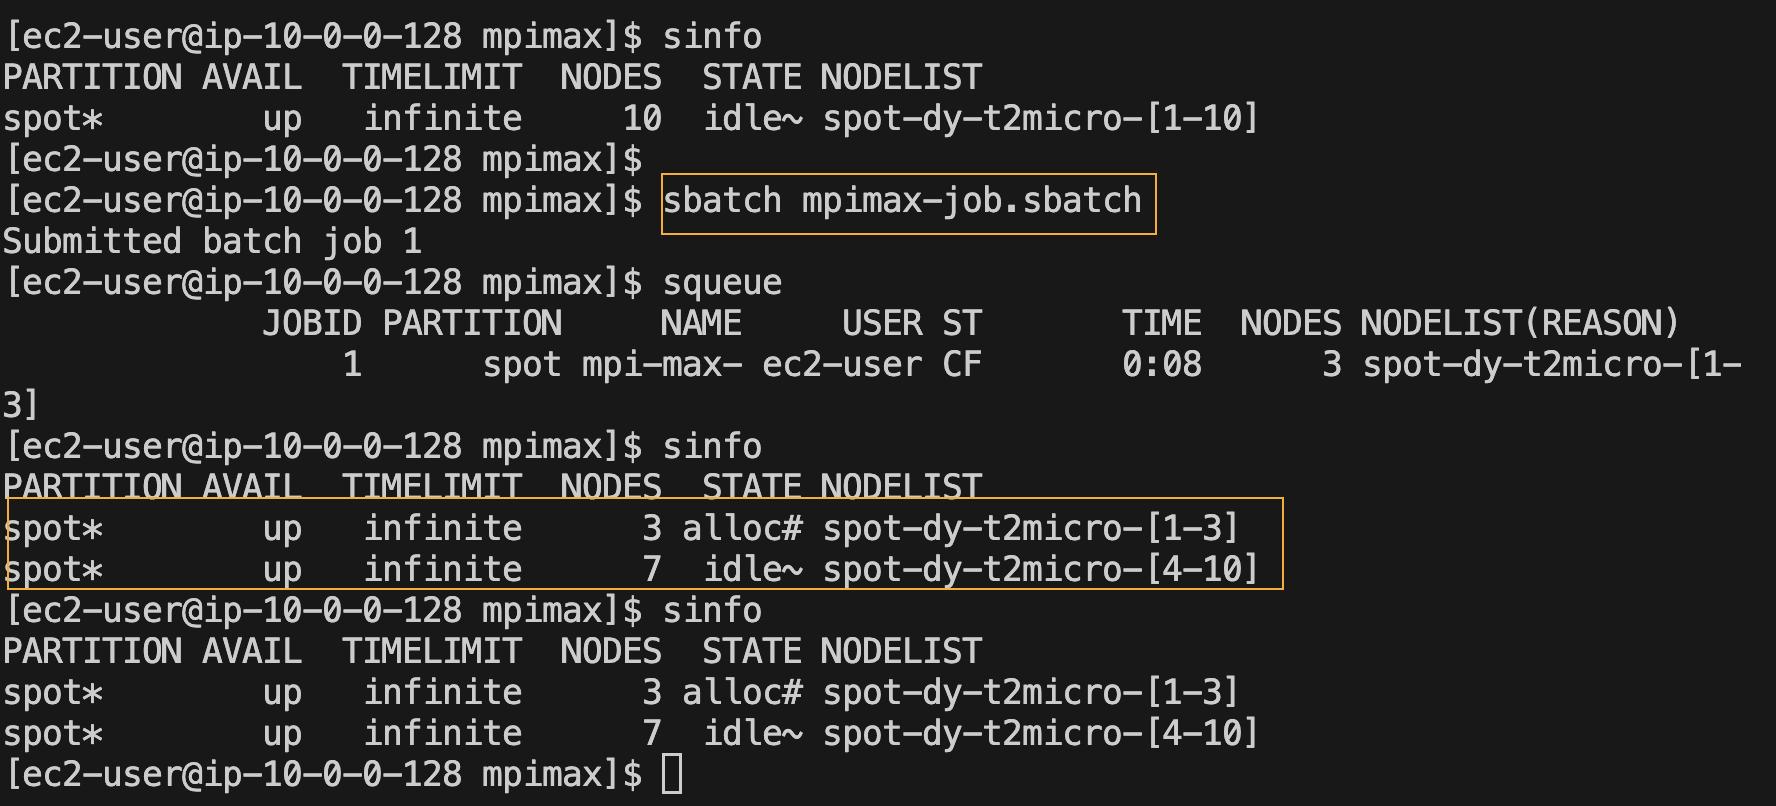 [ec2-user@ip-10-0-0-128 mpimax]$ sinfo
PARTITION AVAIL  TIMELIMIT  NODES  STATE NODELIST
spot*        up   infinite     10  idle~ spot-dy-t2micro-[1-10]
[ec2-user@ip-10-0-0-128 mpimax]$
[ec2-user@ip-10-0-0-128 mpimax]$ sbatch mpimax-job.sbatch
Submitted batch job 1
[ec2-user@ip-10-0-0-128 mpimax]$ squeue
             JOBID PARTITION     NAME     USER ST       TIME  NODES NODELIST(REASON)
                 1      spot mpi-max- ec2-user CF       0:08      3 spot-dy-t2micro-[1-
3]
[ec2-user@ip-10-0-0-128 mpimax]$ sinfo
PARTITION AVAIL  TIMELIMIT  NODES  STATE NODELIST
spot*        up   infinite      3 alloc# spot-dy-t2micro-[1-3]
spot*        up   infinite      7  idle~ spot-dy-t2micro-[4-10]
[ec2-user@ip-10-0-0-128 mpimax]$ sinfo
PARTITION AVAIL  TIMELIMIT  NODES  STATE NODELIST
spot*        up   infinite      3 alloc# spot-dy-t2micro-[1-3]
spot*        up   infinite      7  idle~ spot-dy-t2micro-[4-10]
[ec2-user@ip-10-0-0-128 mpimax]$